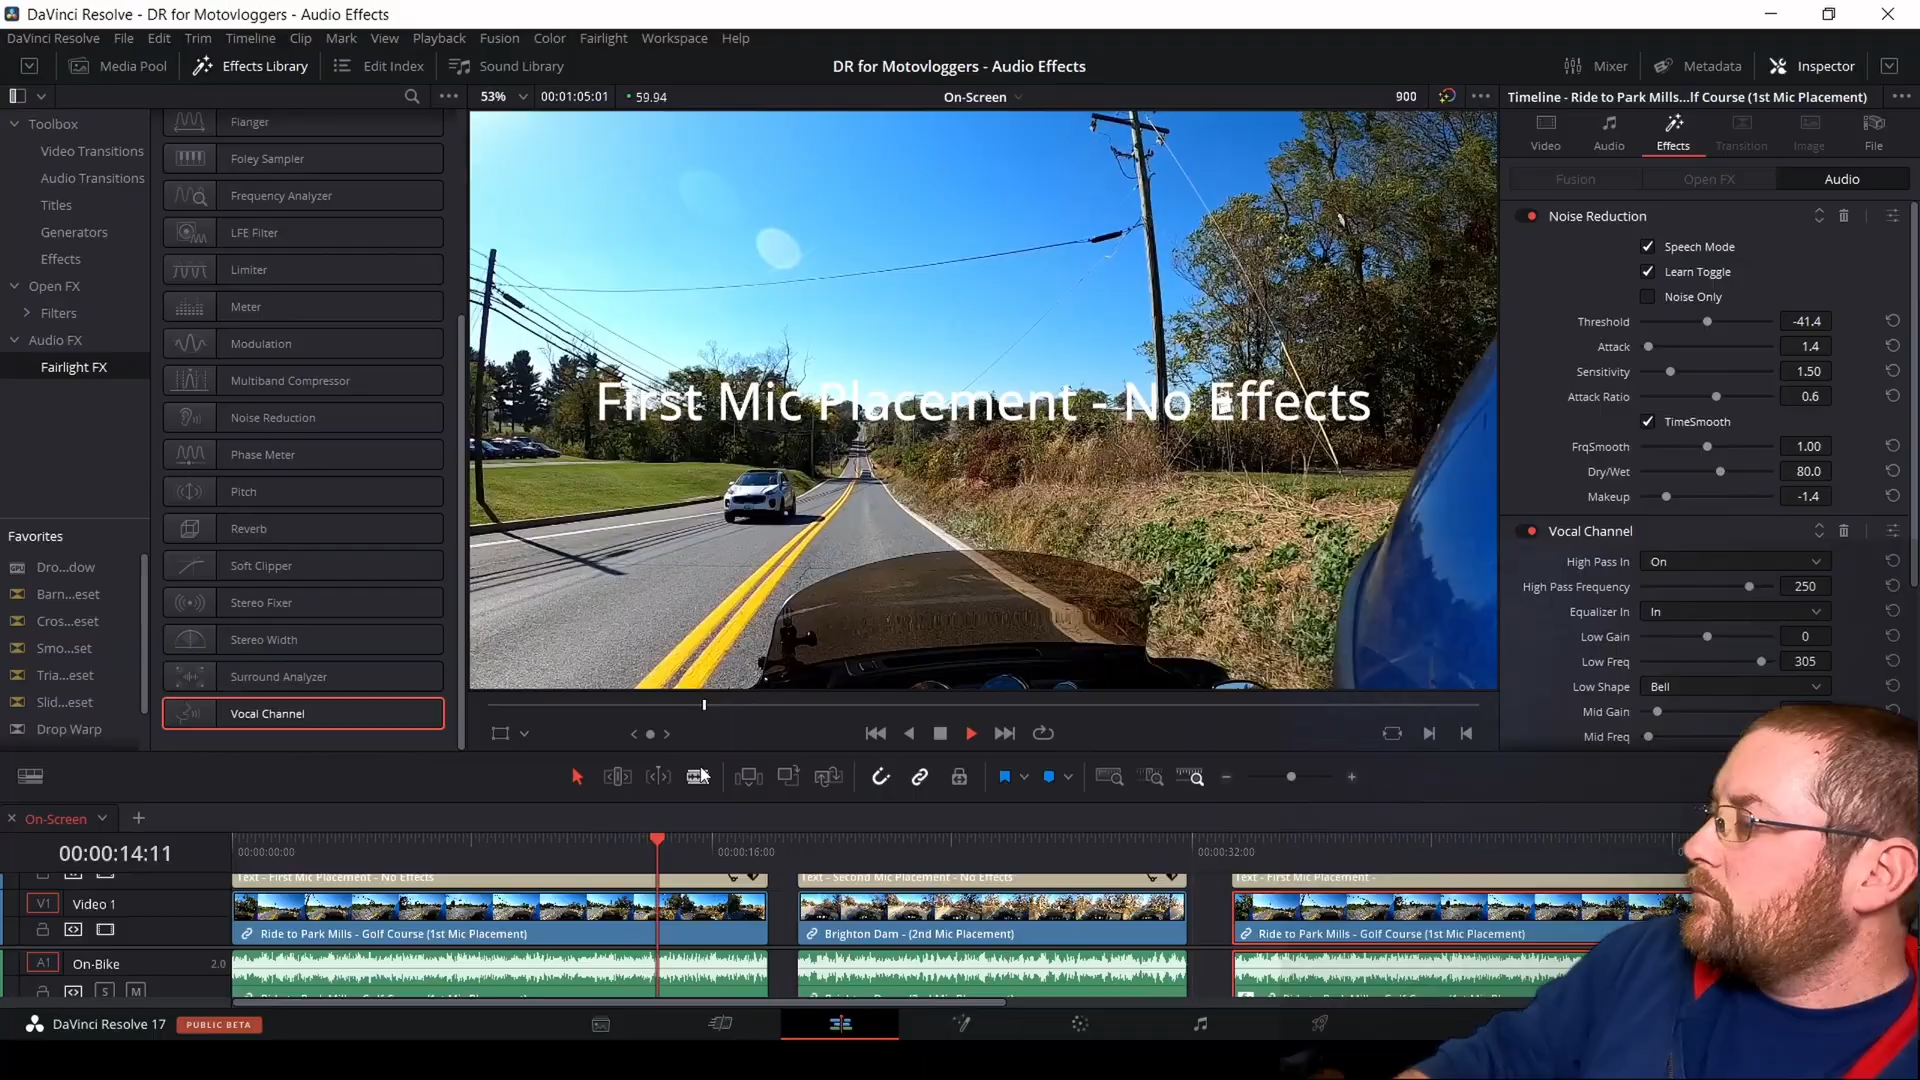 DaVinci Resolve - DR for Motovloggers - Audio Effects
DaVinci Resolve File Edit Trim Timeline Clip Mark View Playback Fusion Color Fairlight Workspace Help
Media Pool Effects Library Edit Index Sound Library
DR for Motovloggers - Audio Effects
Mixer Metadata Inspector
53% 00:01:05:01 59.94 On-Screen 900
Timeline - Ride to Park Mills...lf Course (1st Mic Placement)
Toolbox
Video Transitions
Audio Transitions
Titles
Generators
Effects
Open FX
Filters
Audio FX
Fairlight FX
Favorites
Dro...dow
Barn...eset
Cros...eset
Smo...set
Tria...eset
Slid...eset
Drop Warp
Flanger
Foley Sampler
Frequency Analyzer
LFE Filter
Limiter
Meter
Modulation
Multiband Compressor
Noise Reduction
Phase Meter
Pitch
Reverb
Soft Clipper
Stereo Fixer
Stereo Width
Surround Analyzer
Vocal Channel
First Mic Placement - No Effects
Video Audio Effects Transition Image File
Fusion Open FX Audio
Noise Reduction
Speech Mode
Learn Toggle
Noise Only
Threshold -41.4
Attack 1.4
Sensitivity 1.50
Attack Ratio 0.6
TimeSmooth
FrqSmooth 1.00
Dry/Wet 80.0
Makeup -1.4
Vocal Channel
High Pass In On
High Pass Frequency 250
Equalizer In In
Low Gain 0
Low Freq 305
Low Shape Bell
Mid Gain
Mid Freq
On-Screen
00:00:14:11
00:00:00:00 00:00:16:00 00:00:32:00
Text - First Mic Placement - No Effects Text - Second Mic Placement - No Effects Text - First Mic Placement -
V1 Video 1
Ride to Park Mills - Golf Course (1st Mic Placement) Brighton Dam - (2nd Mic Placement) Ride to Park Mills - Golf Course (1st Mic Placement)
A1 On-Bike 2.0
S M
DaVinci Resolve 17 PUBLIC BETA